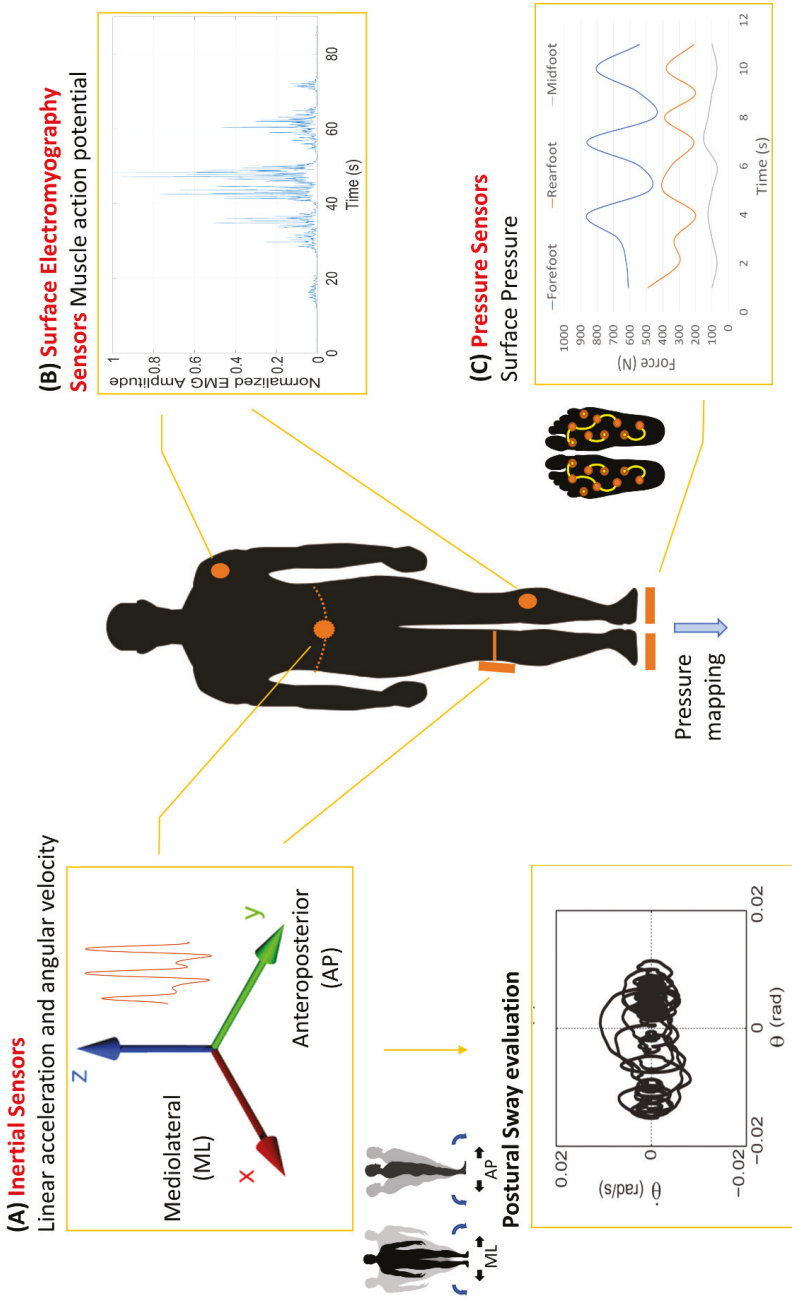 (A) Inertial Sensors
Linear acceleration and angular velocity
z
y
x
Mediolateral
(ML)
Anteroposterior
(AP)
ML
AP
Postural Sway evaluation
θ̇ (rad/s)
0.02
0
−0.02
−0.02
0
0.02
θ (rad)
Pressure
mapping
(B) Surface Electromyography
Sensors Muscle action potential
Normalized EMG Amplitude
1
0.8
0.6
0.4
0.2
0
0
20
40
60
80
Time (s)
(C) Pressure Sensors
Surface Pressure
Forefoot
Rearfoot
Midfoot
Force (N)
1000
900
800
700
600
500
400
300
200
100
0
0
2
4
6
8
10
12
Time (s)